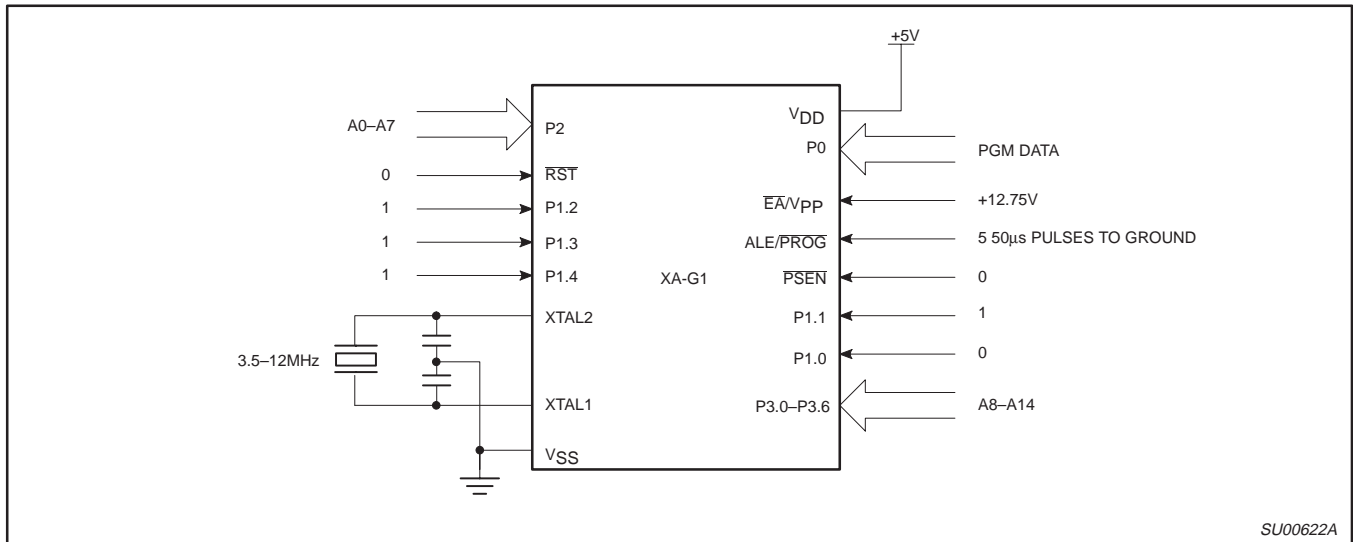 +5V
A0–A7
P2
VDD
P0
PGM DATA
0
RST
1
P1.2
EA/VPP
+12.75V
1
P1.3
ALE/PROG
5 50μs PULSES TO GROUND
1
P1.4
XA-G1
PSEN
0
XTAL2
P1.1
1
3.5–12MHz
P1.0
0
XTAL1
P3.0–P3.6
A8–A14
VSS
SU00622A